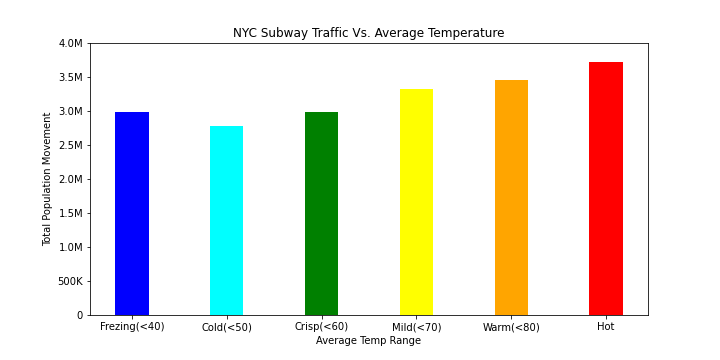 NYC Subway Traffic Vs. Average Temperature
4.0M
3.5M
3.0M
2.5M
2.0M
1.5M
1.0M
500K
0
Total Population Movement
Frezing(<40) Cold(<50) Crisp(<60) Mild(<70) Warm(<80) Hot
Average Temp Range